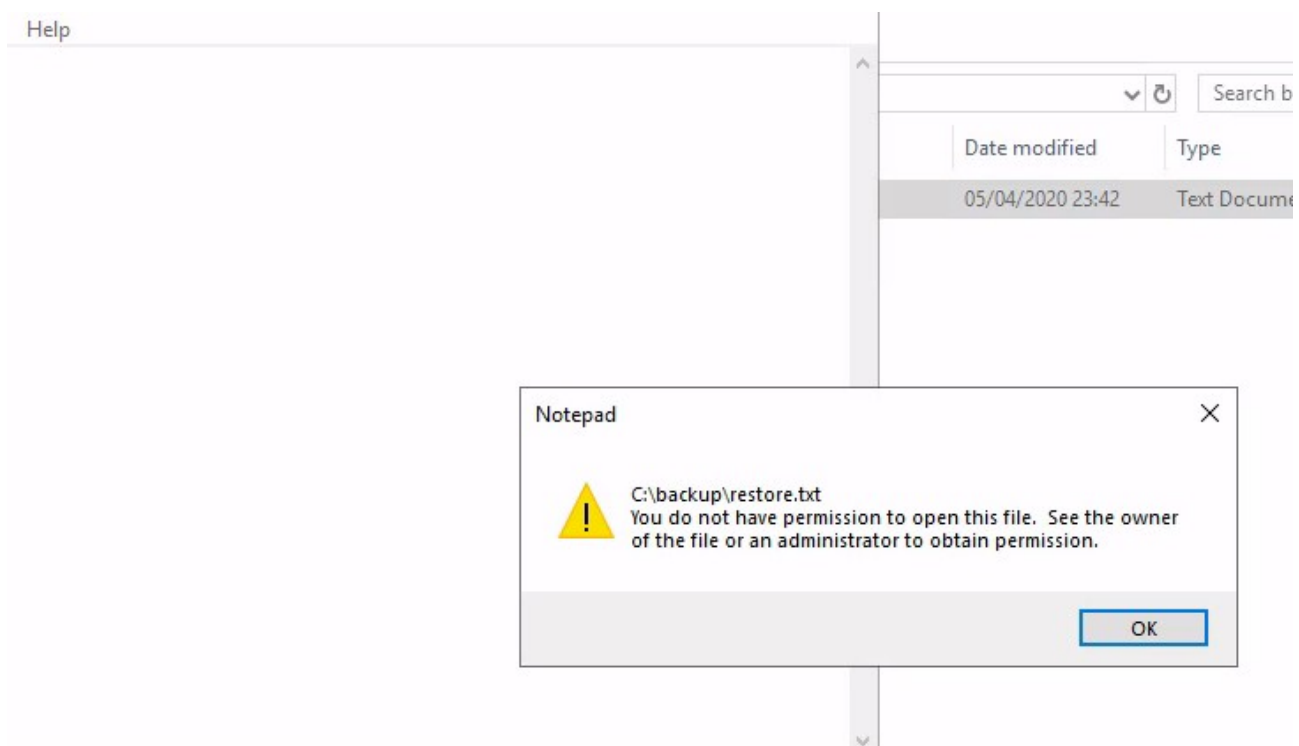 Help
Search b
Date modified Type
05/04/2020 23:42 Text Docume
Notepad
C:\backup\restore.txt
You do not have permission to open this file. See the owner
of the file or an administrator to obtain permission.
OK